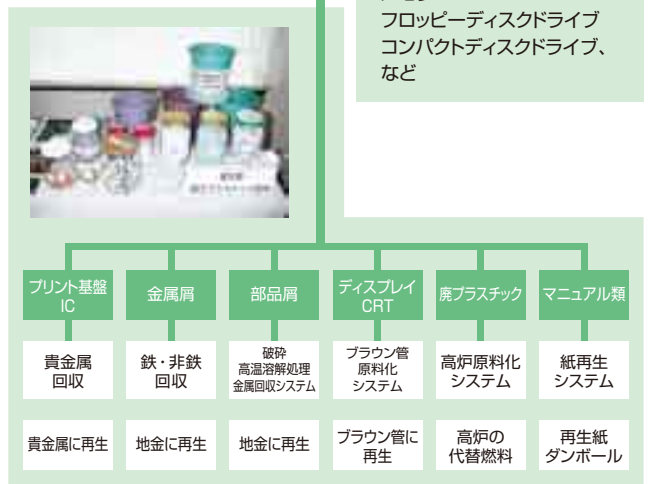 フロッピーディスクドライブ
コンパクトディスクドライブ、
など
プリント基盤
IC
金属屑
部品屑
ディスプレイ
CRT
廃プラスチック
マニュアル類
貴金属
回収
鉄・非鉄
回収
破砕
高温溶解処理
金属回収システム
ブラウン管
原料化
システム
高炉原料化
システム
紙再生
システム
貴金属に再生
地金に再生
地金に再生
ブラウン管に
再生
高炉の
代替燃料
再生紙
ダンボール